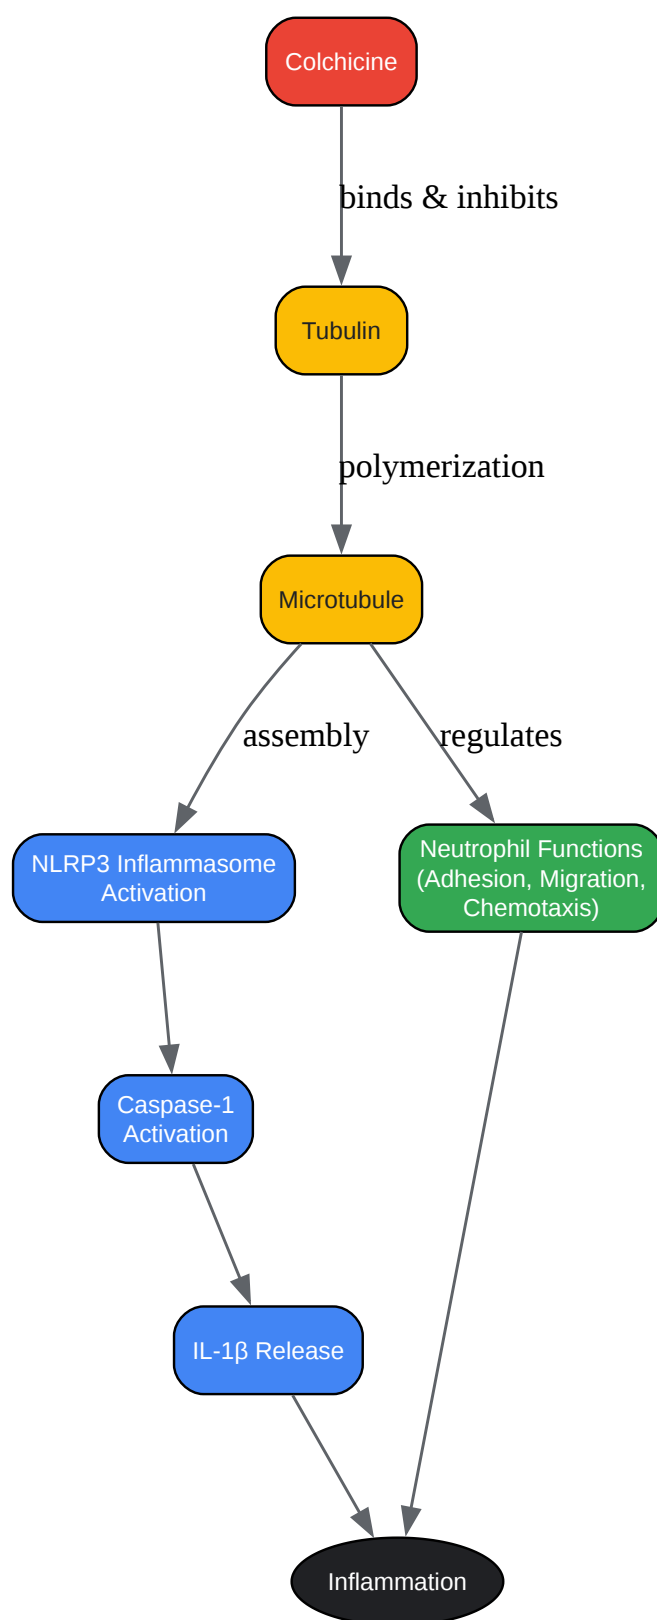 Colchicine
binds & inhibits
Tubulin
polymerization
Microtubule
assembly
regulates
NLRP3 Inflammasome
Activation
Neutrophil Functions
(Adhesion, Migration,
Chemotaxis)
Caspase-1
Activation
IL-1β Release
Inflammation